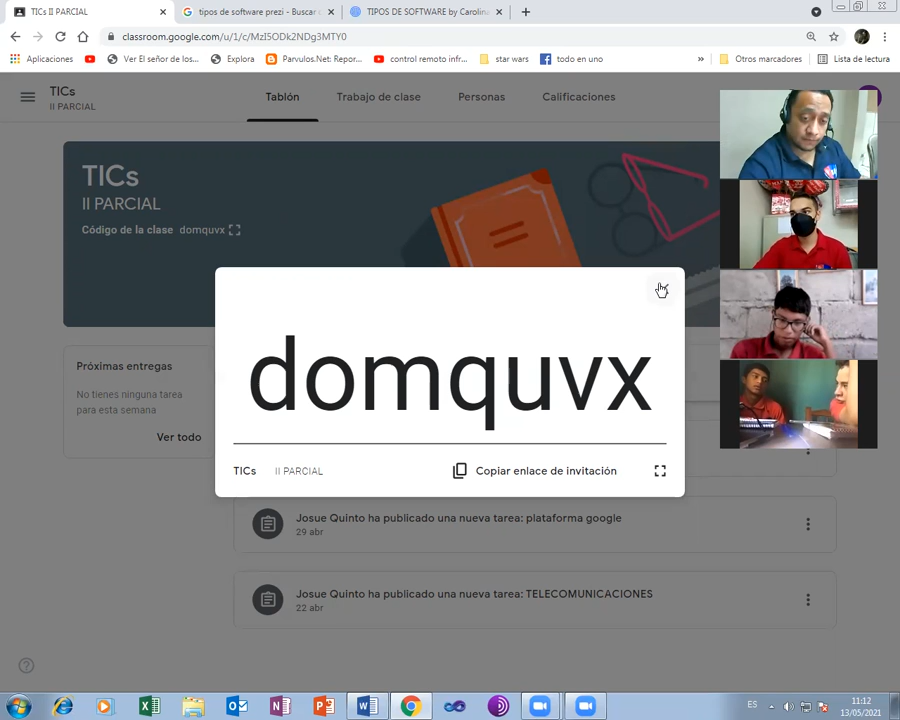 TICs II PARCIAL
tipos de software prezi - Buscar c
TIPOS DE SOFTWARE by Carolina
classroom.google.com/u/1/c/MzI5ODk2NDg3MTY0
Aplicaciones
Ver El señor de los...
Explora
Parvulos.Net: Repor...
control remoto infr...
star wars
todo en uno
»
Otros marcadores
Lista de lectura
TICs
II PARCIAL
Tablón
Trabajo de clase
Personas
Calificaciones
TICs
II PARCIAL
Código de la clase domquvx
domquvx
TICs II PARCIAL
Copiar enlace de invitación
Próximas entregas
No tienes ninguna tarea
para esta semana
Ver todo
Josue Quinto ha publicado una nueva tarea: plataforma google
29 abr
Josue Quinto ha publicado una nueva tarea: TELECOMUNICACIONES
22 abr
ES
11:12
13/05/2021